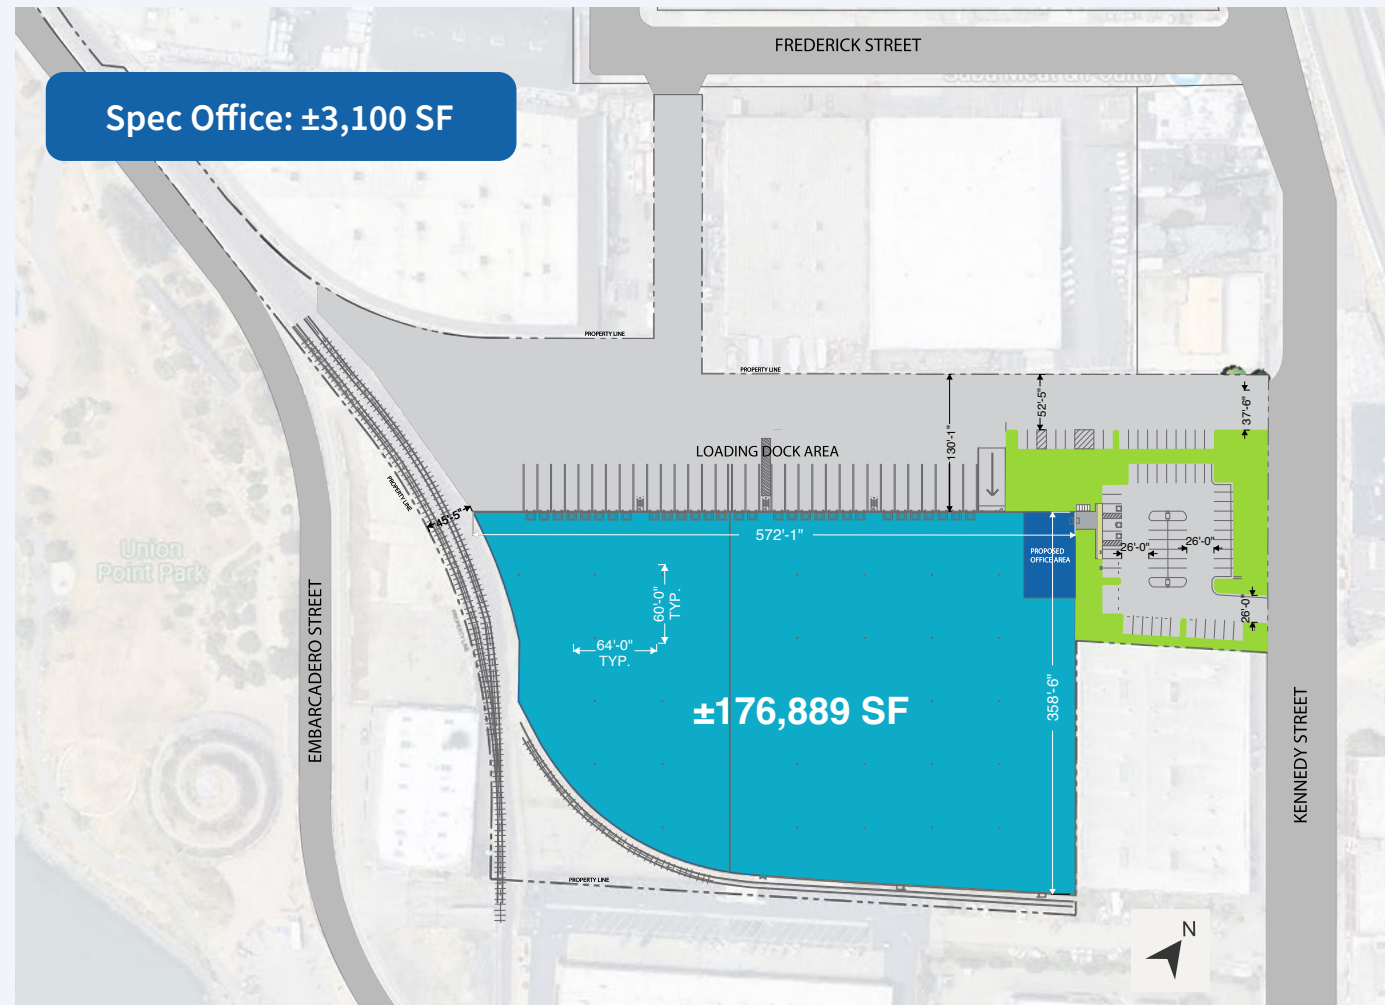 FREDERICK STREET
Spec Office: ±3,100 SF
PROPERTY LINE
PROPERTY LINE
52'-5"
37'-6"
130'-1"
LOADING DOCK AREA
PROPERTY LINE
45'-5"
572'-1"
PROPOSED
OFFICE AREA
26'-0"
26'-0"
Union
Point Park
60'-0"
TYP.
64'-0"
TYP.
26'-0"
EMBARCADERO STREET
358'-6"
±176,889 SF
KENNEDY STREET
PROPERTY LINE
N